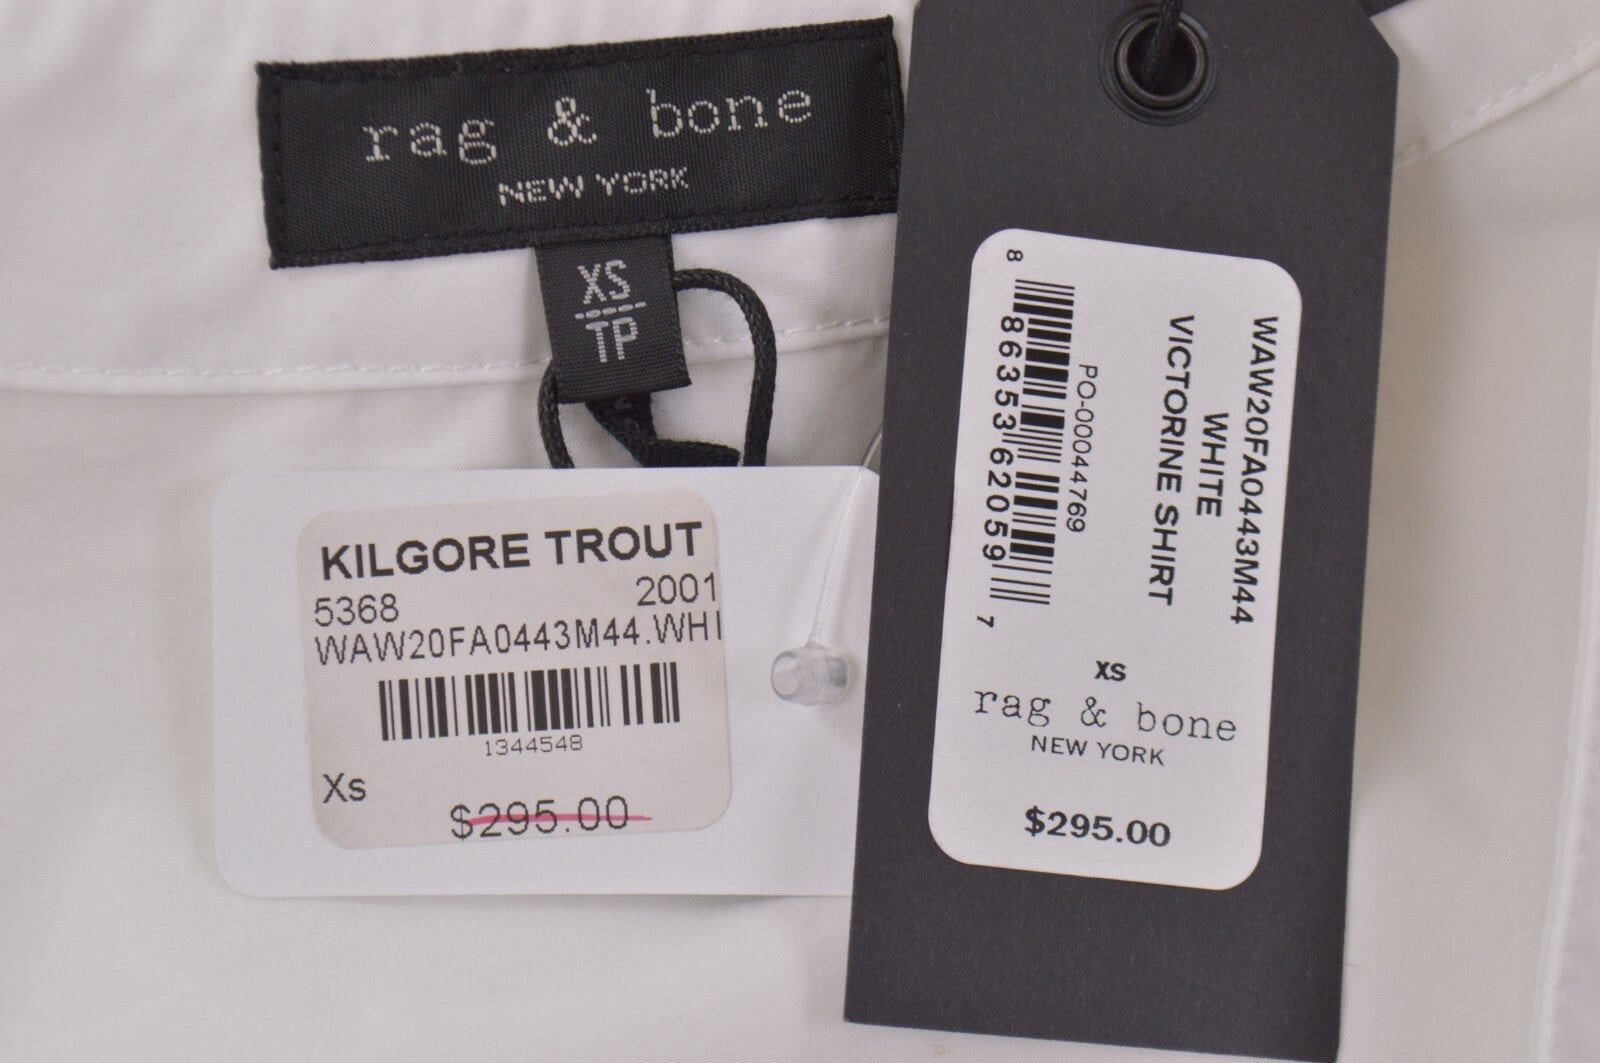 rag & bone
NEW YORK
XS
TP
KILGORE TROUT
5368 2001
WAW20FA0443M44.WHI
1344548
Xs
$295.00
WAW20FA0443M44
WHITE
VICTORINE SHIRT
PO-00044769
8 86353 62059 7
XS
rag & bone
NEW YORK
$295.00